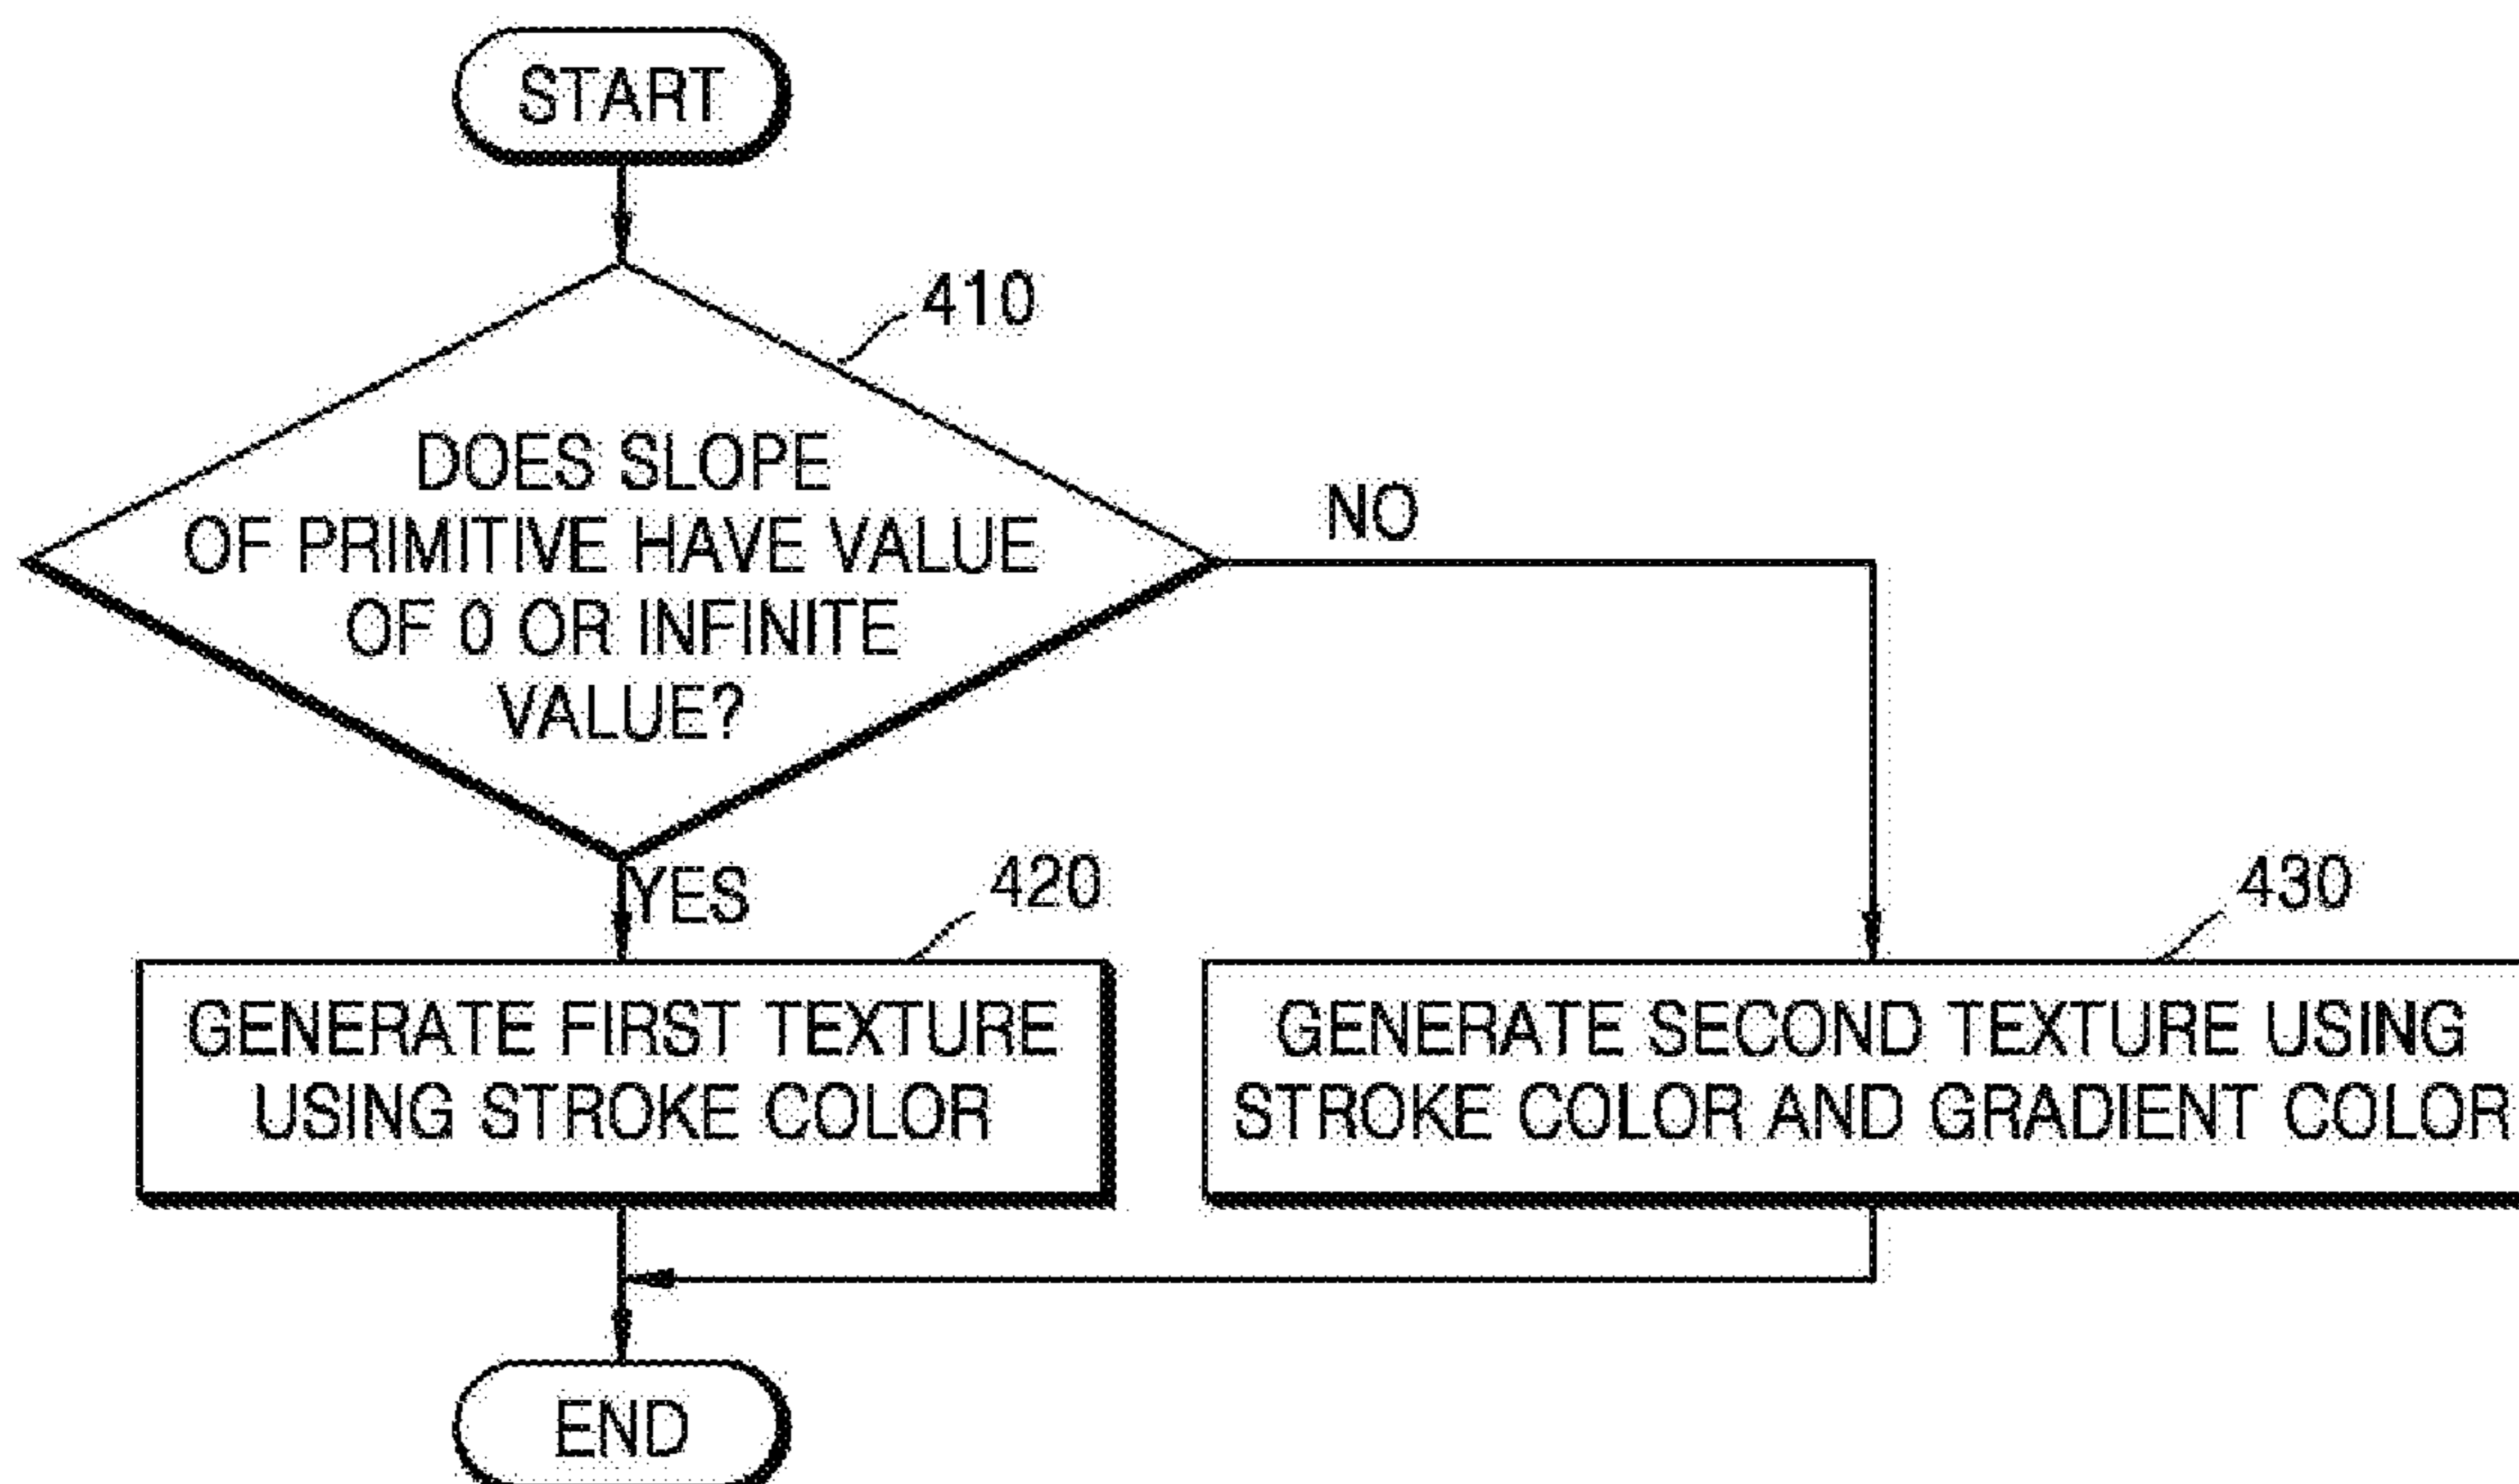 START
410
DOES SLOPE
OF PRIMITIVE HAVE VALUE
OF 0 OR INFINITE
VALUE?
NO
YES
420
GENERATE FIRST TEXTURE
USING STROKE COLOR
430
GENERATE SECOND TEXTURE USING
STROKE COLOR AND GRADIENT COLOR
END